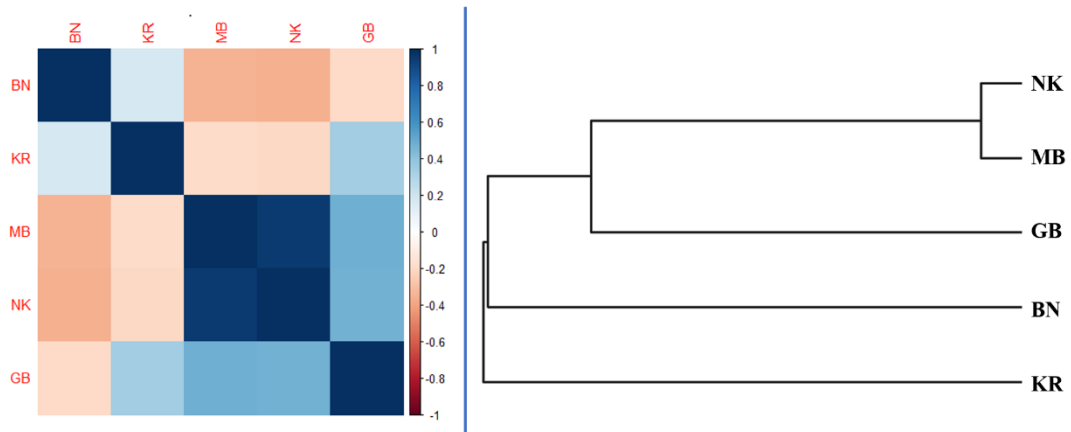 BN KR MB NK GB
BN
KR
MB
NK
GB
1
0.8
0.6
0.4
0.2
0
-0.2
-0.4
-0.6
-0.8
-1
NK
MB
GB
BN
KR